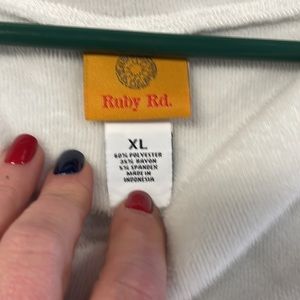 Ruby Rd.
XL
60% POLYESTER
35% RAYON
5% SPANDEX
MADE IN
INDONESIA